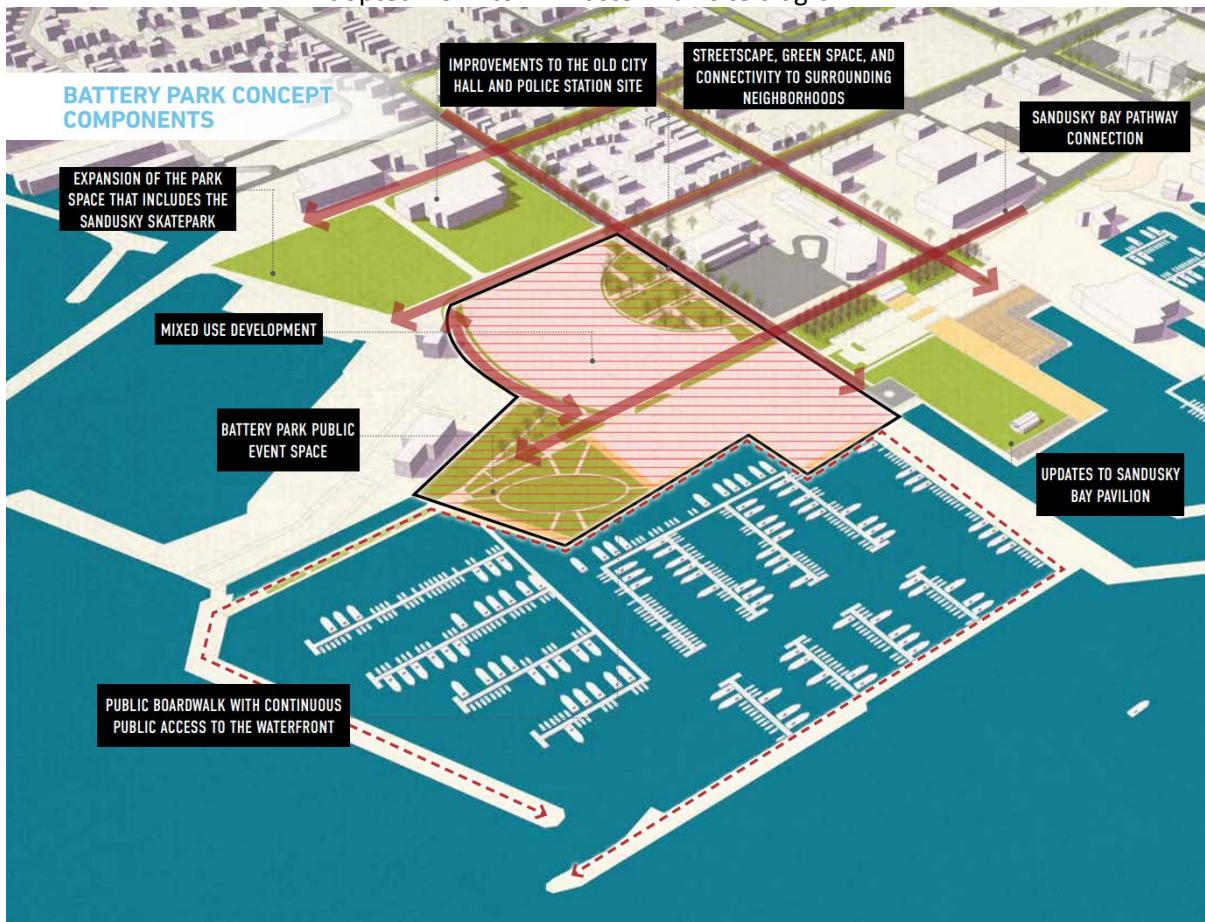 BATTERY PARK CONCEPT
COMPONENTS
IMPROVEMENTS TO THE OLD CITY
HALL AND POLICE STATION SITE
STREETSCAPE, GREEN SPACE, AND
CONNECTIVITY TO SURROUNDING
NEIGHBORHOODS
SANDUSKY BAY PATHWAY
CONNECTION
EXPANSION OF THE PARK
SPACE THAT INCLUDES THE
SANDUSKY SKATEPARK
MIXED USE DEVELOPMENT
BATTERY PARK PUBLIC
EVENT SPACE
UPDATES TO SANDUSKY
BAY PAVILION
PUBLIC BOARDWALK WITH CONTINUOUS
PUBLIC ACCESS TO THE WATERFRONT